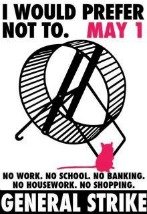 I WOULD PREFER
NOT TO. MAY 1
NO WORK. NO SCHOOL. NO BANKING.
NO HOUSEWORK. NO SHOPPING.
GENERAL STRIKE